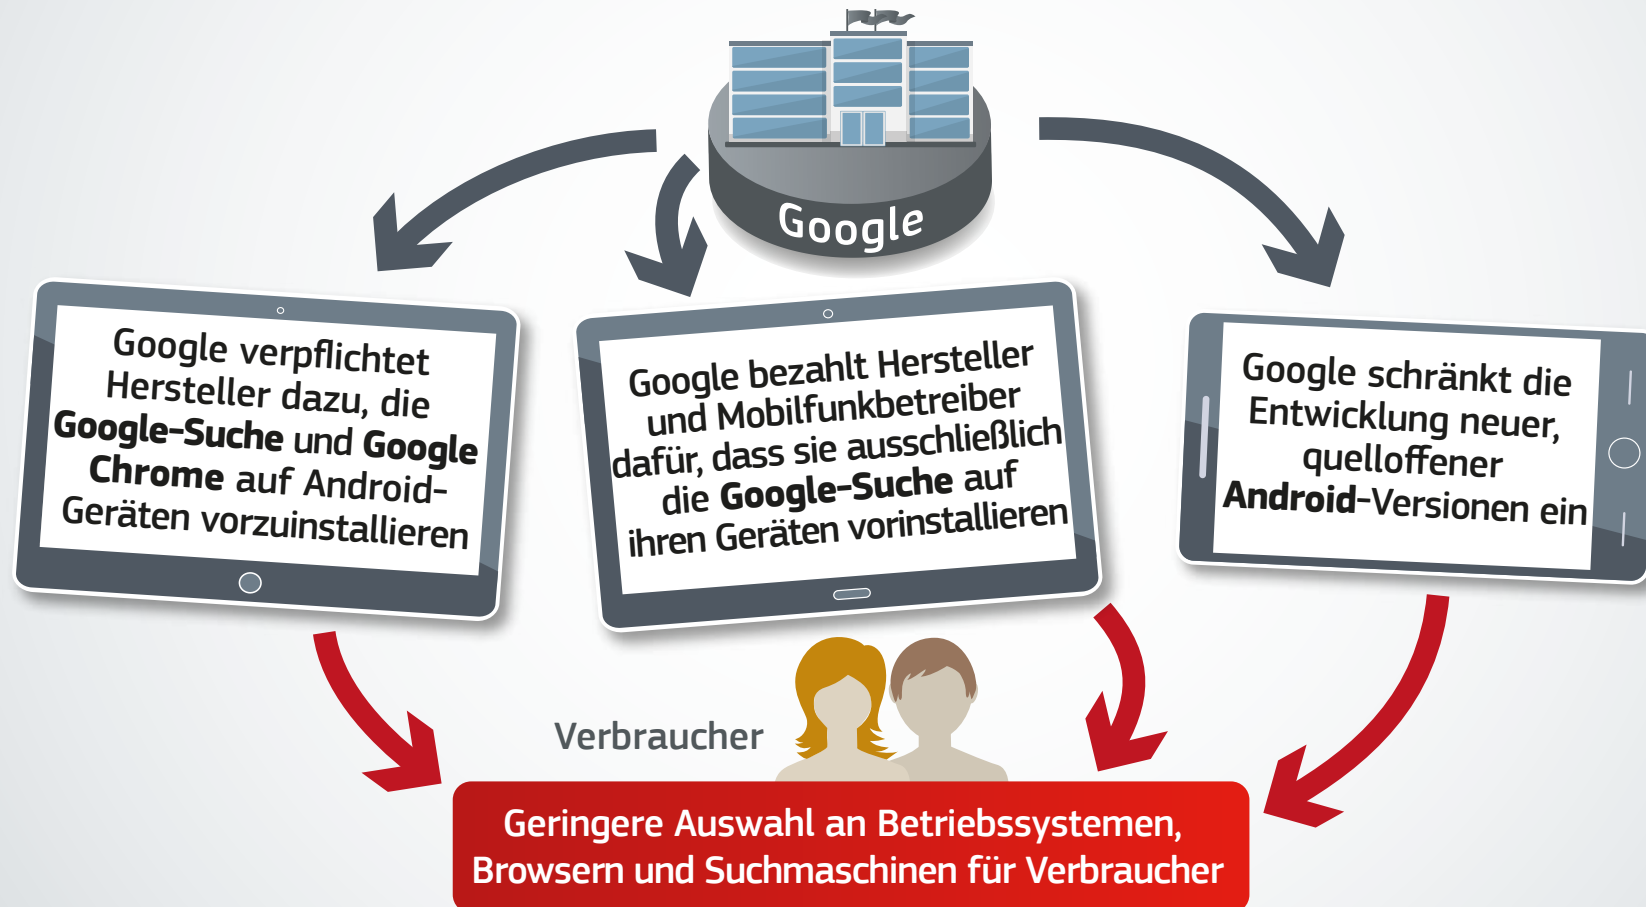 Google
Google verpflichtet
Hersteller dazu, die
Google-Suche und Google
Chrome auf Android-
Geräten vorzuinstallieren
Google bezahlt Hersteller
und Mobilfunkbetreiber
dafür, dass sie ausschließlich
die Google-Suche auf
ihren Geräten vorinstallieren
Google schränkt die
Entwicklung neuer,
quelloffener
Android-Versionen ein
Verbraucher
Geringere Auswahl an Betriebssystemen,
Browsern und Suchmaschinen für Verbraucher